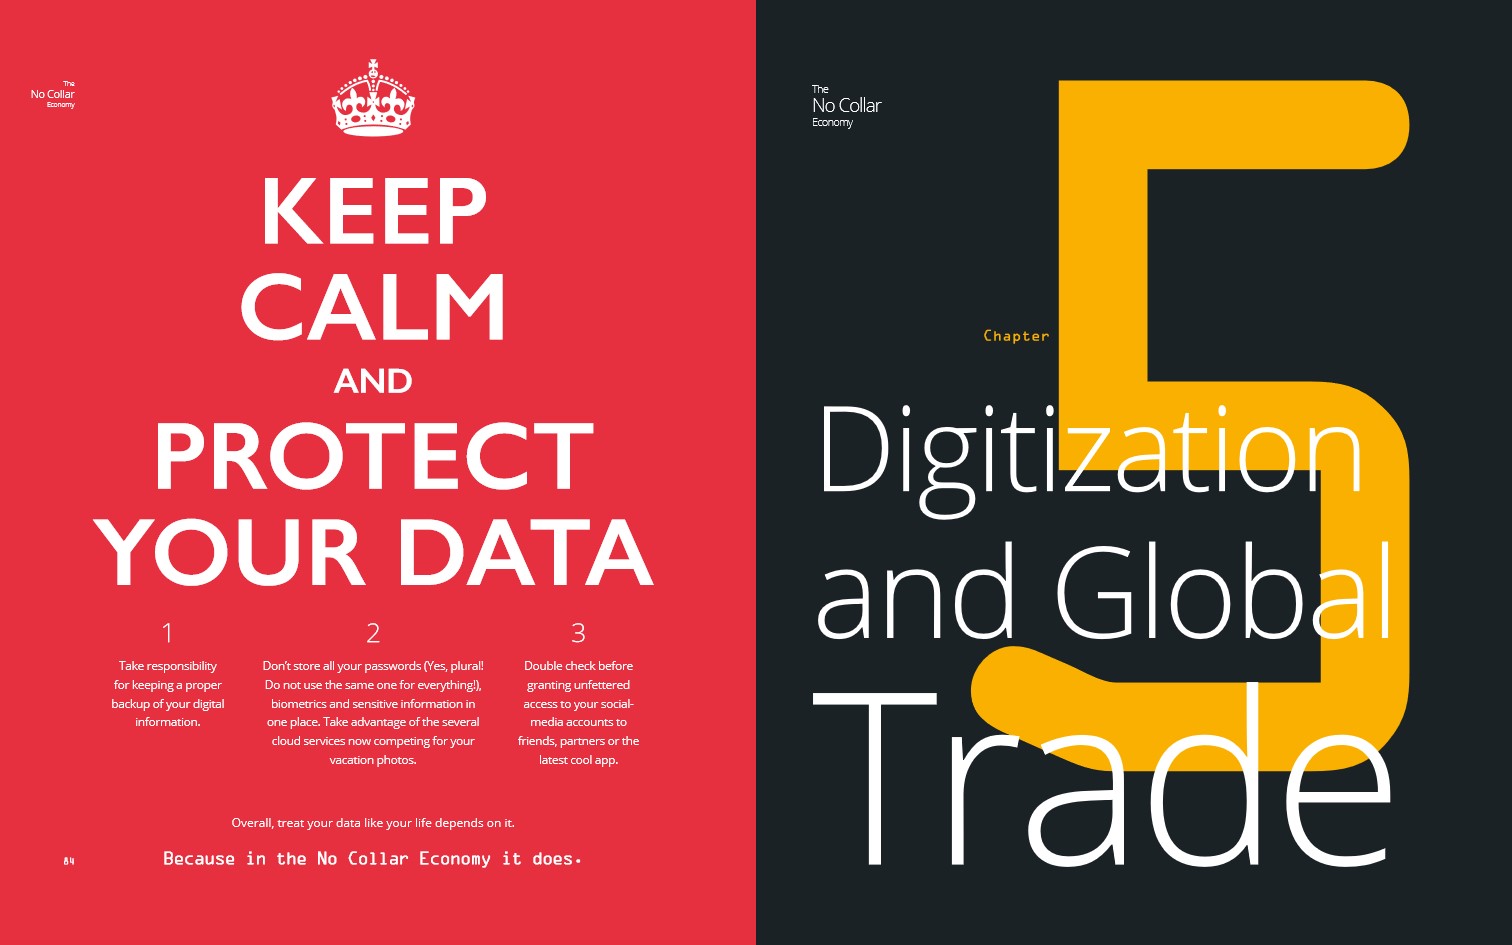 The
No Collar
Economy
KEEP
CALM
AND
PROTECT
YOUR DATA
1
Take responsibility
for keeping a proper
backup of your digital
information.
2
Don't store all your passwords (Yes, plural!
Do not use the same one for everything!),
biometrics and sensitive information in
one place. Take advantage of the several
cloud services now competing for your
vacation photos.
3
Double check before
granting unfettered
access to your social-
media accounts to
friends, partners or the
latest cool app.
Overall, treat your data like your life depends on it.
Because in the No Collar Economy it does.
84
The
No Collar
Economy
Chapter
5
Digitization
and Global
Trade